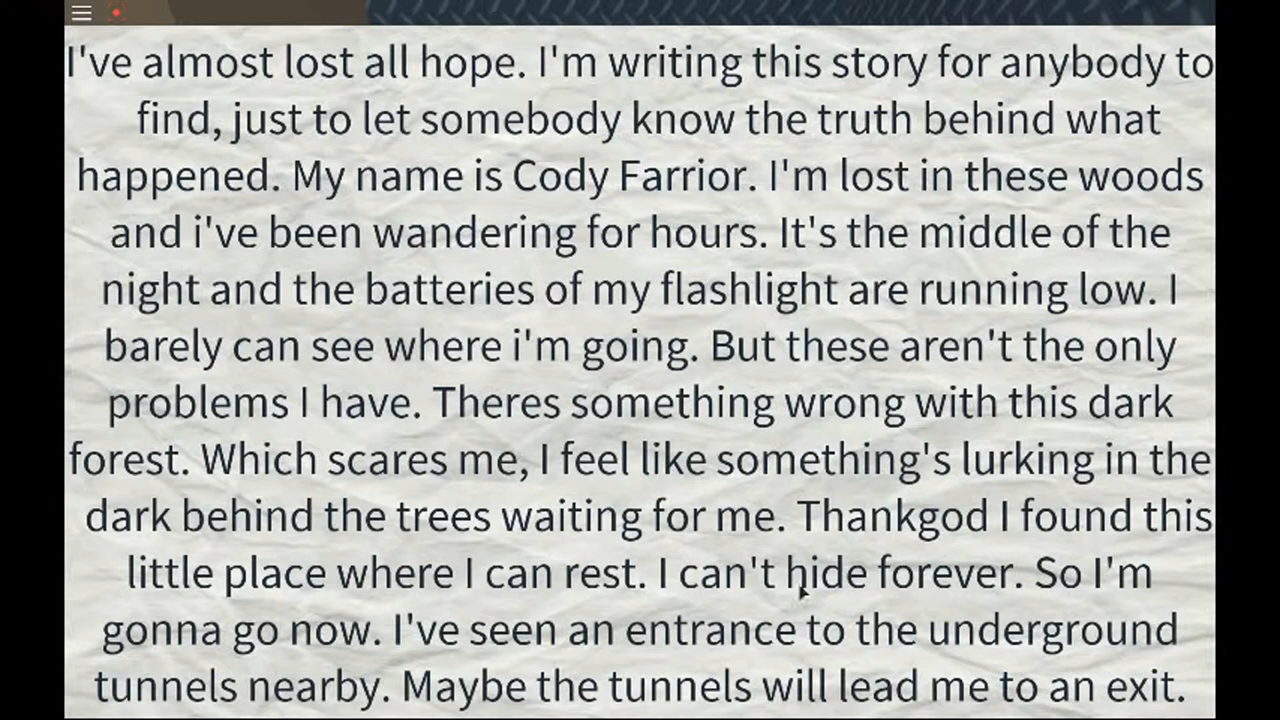 I've almost lost all hope. I'm writing this story for anybody to
find, just to let somebody know the truth behind what
happened. My name is Cody Farrior. I'm lost in these woods
and i've been wandering for hours. It's the middle of the
night and the batteries of my flashlight are running low. I
barely can see where i'm going. But these aren't the only
problems I have. Theres something wrong with this dark
forest. Which scares me, I feel like something's lurking in the
dark behind the trees waiting for me. Thankgod I found this
little place where I can rest. I can't hide forever. So I'm
gonna go now. I've seen an entrance to the underground
tunnels nearby. Maybe the tunnels will lead me to an exit.